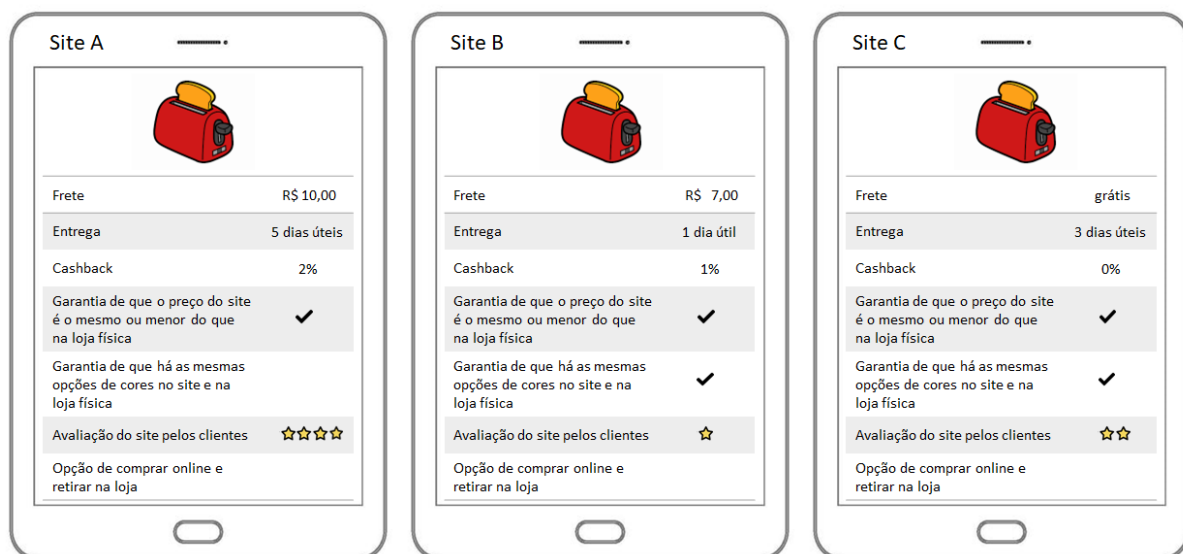 Site A
Frete R$ 10,00
Entrega 5 dias úteis
Cashback 2%
Garantia de que o preço do site
é o mesmo ou menor do que
na loja física
Garantia de que há as mesmas
opções de cores no site e na
loja física
Avaliação do site pelos clientes
Opção de comprar online e
retirar na loja
Site B
Frete R$ 7,00
Entrega 1 dia útil
Cashback 1%
Garantia de que o preço do site
é o mesmo ou menor do que
na loja física
Garantia de que há as mesmas
opções de cores no site e na
loja física
Avaliação do site pelos clientes
Opção de comprar online e
retirar na loja
Site C
Frete grátis
Entrega 3 dias úteis
Cashback 0%
Garantia de que o preço do site
é o mesmo ou menor do que
na loja física
Garantia de que há as mesmas
opções de cores no site e na
loja física
Avaliação do site pelos clientes
Opção de comprar online e
retirar na loja